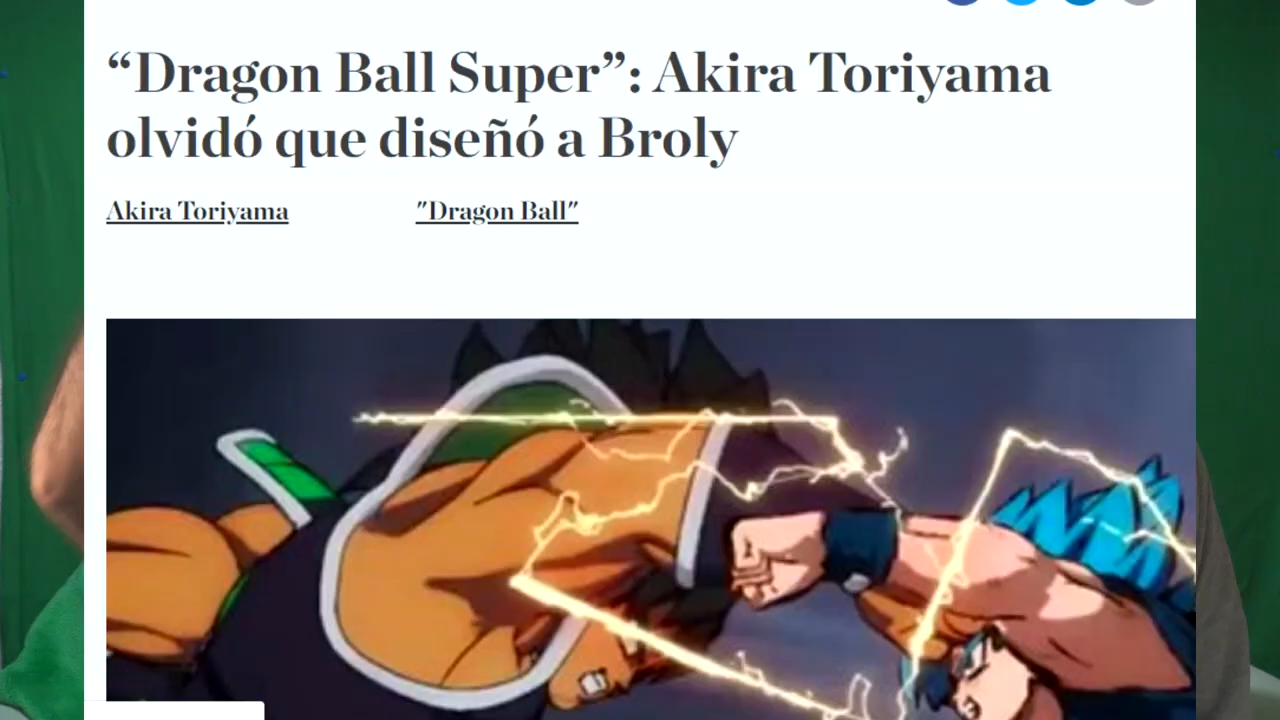 “Dragon Ball Super”: Akira Toriyama
olvidó que diseñó a Broly
Akira Toriyama "Dragon Ball"